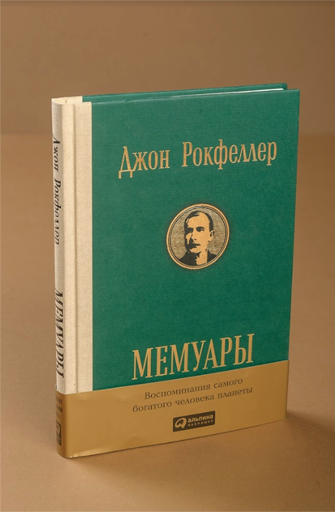 Джон Рокфеллер
МЕМУАРЫ
Воспоминания самого
богатого человека планеты
альпина
Джон Рокфеллер
МЕМУАРЫ